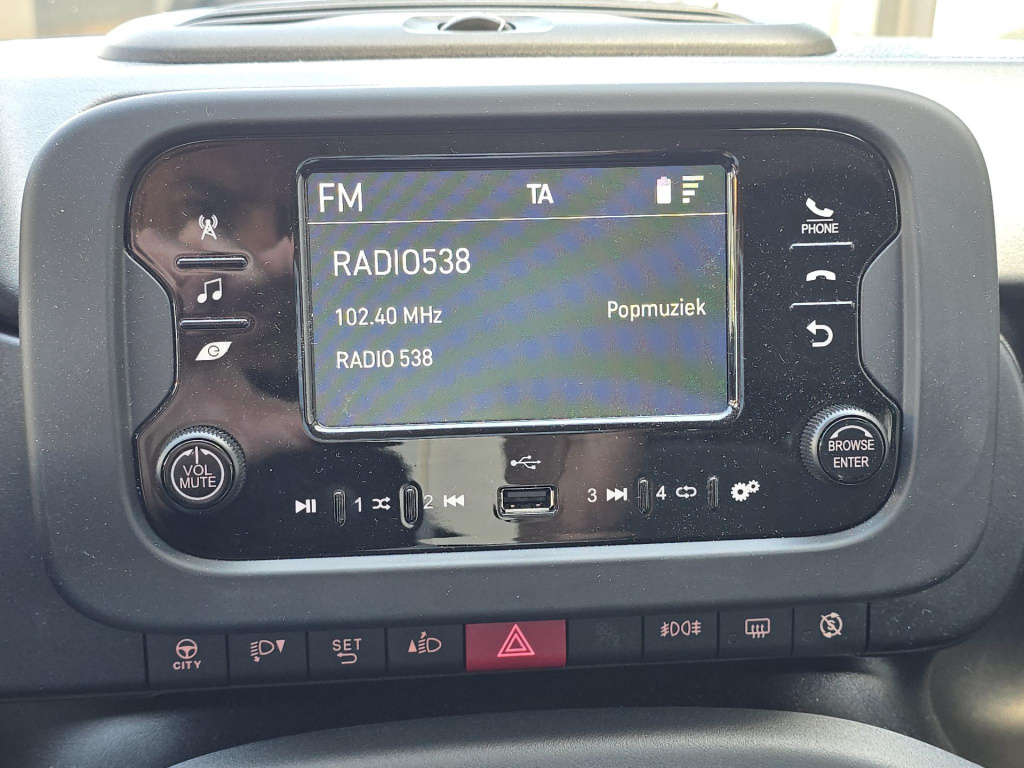 FM TA
RADIO538
102.40 MHz Popmuziek
RADIO 538
PHONE
VOL
MUTE
BROWSE
ENTER
1 2 3 4
CITY
SET